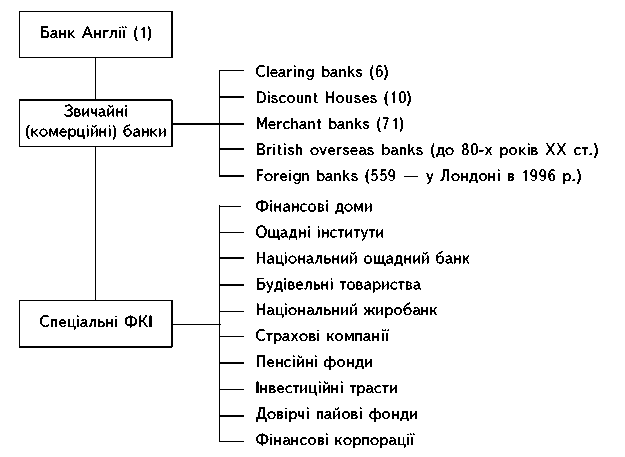 Банк Англії (1)
Звичайні
(комерційні) банки
Clearing banks (6)
Discount Houses (10)
Merchant banks (71)
British overseas banks (до 80-х років XX ст.)
Foreign banks (559 — у Лондоні в 1996 р.)
Спеціальні ФКІ
Фінансові доми
Ощадні інститути
Національний ощадний банк
Будівельні товариства
Національний жиробанк
Страхові компанії
Пенсійні фонди
Інвестиційні трасти
Довірчі пайові фонди
Фінансові корпорації